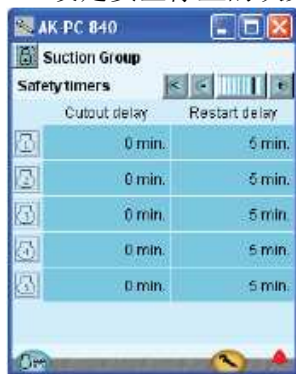 AK-PC 840
Suction Group
Safety timers
Cutout delay Restart delay
1 0 min. 5 min.
2 0 min. 5 min.
3 0 min. 5 min.
4 0 min. 5 min.
5 0 min. 5 min.